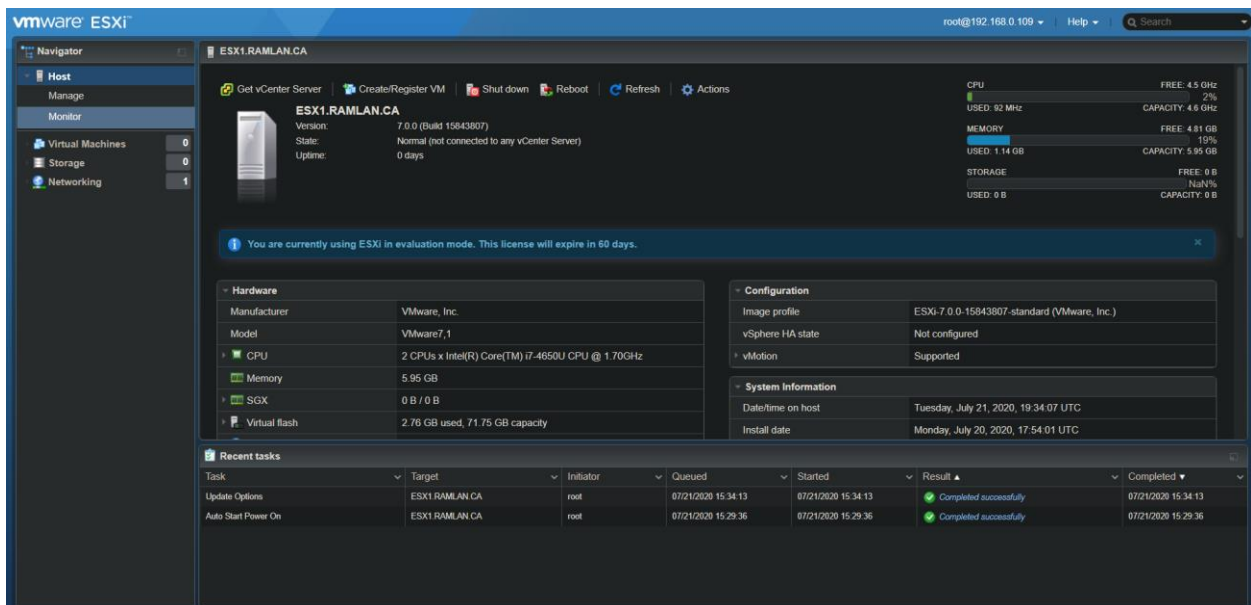 vmware ESXi™
root@192.168.0.109 Help Search
Navigator
Host
Manage
Monitor
Virtual Machines 0
Storage 0
Networking 1
ESX1.RAMLAN.CA
Get vCenter Server Create/Register VM Shut down Reboot Refresh Actions
ESX1.RAMLAN.CA
Version: 7.0.0 (Build 15843807)
State: Normal (not connected to any vCenter Server)
Uptime: 0 days
CPU FREE: 4.5 GHz
2%
USED: 92 MHz CAPACITY: 4.6 GHz
MEMORY FREE: 4.81 GB
19%
USED: 1.14 GB CAPACITY: 5.95 GB
STORAGE FREE: 0 B
NaN%
USED: 0 B CAPACITY: 0 B
You are currently using ESXi in evaluation mode. This license will expire in 60 days.
Hardware
Manufacturer VMware, Inc.
Model VMware7,1
CPU 2 CPUs x Intel(R) Core(TM) i7-4650U CPU @ 1.70GHz
Memory 5.95 GB
SGX 0 B / 0 B
Virtual flash 2.76 GB used, 71.75 GB capacity
Configuration
Image profile ESXi-7.0.0-15843807-standard (VMware, Inc.)
vSphere HA state Not configured
vMotion Supported
System Information
Date/time on host Tuesday, July 21, 2020, 19:34:07 UTC
Install date Monday, July 20, 2020, 17:54:01 UTC
Recent tasks
Task Target Initiator Queued Started Result Completed
Update Options ESX1.RAMLAN.CA root 07/21/2020 15:34:13 07/21/2020 15:34:13 Completed successfully 07/21/2020 15:34:13
Auto Start Power On ESX1.RAMLAN.CA root 07/21/2020 15:29:36 07/21/2020 15:29:36 Completed successfully 07/21/2020 15:29:36